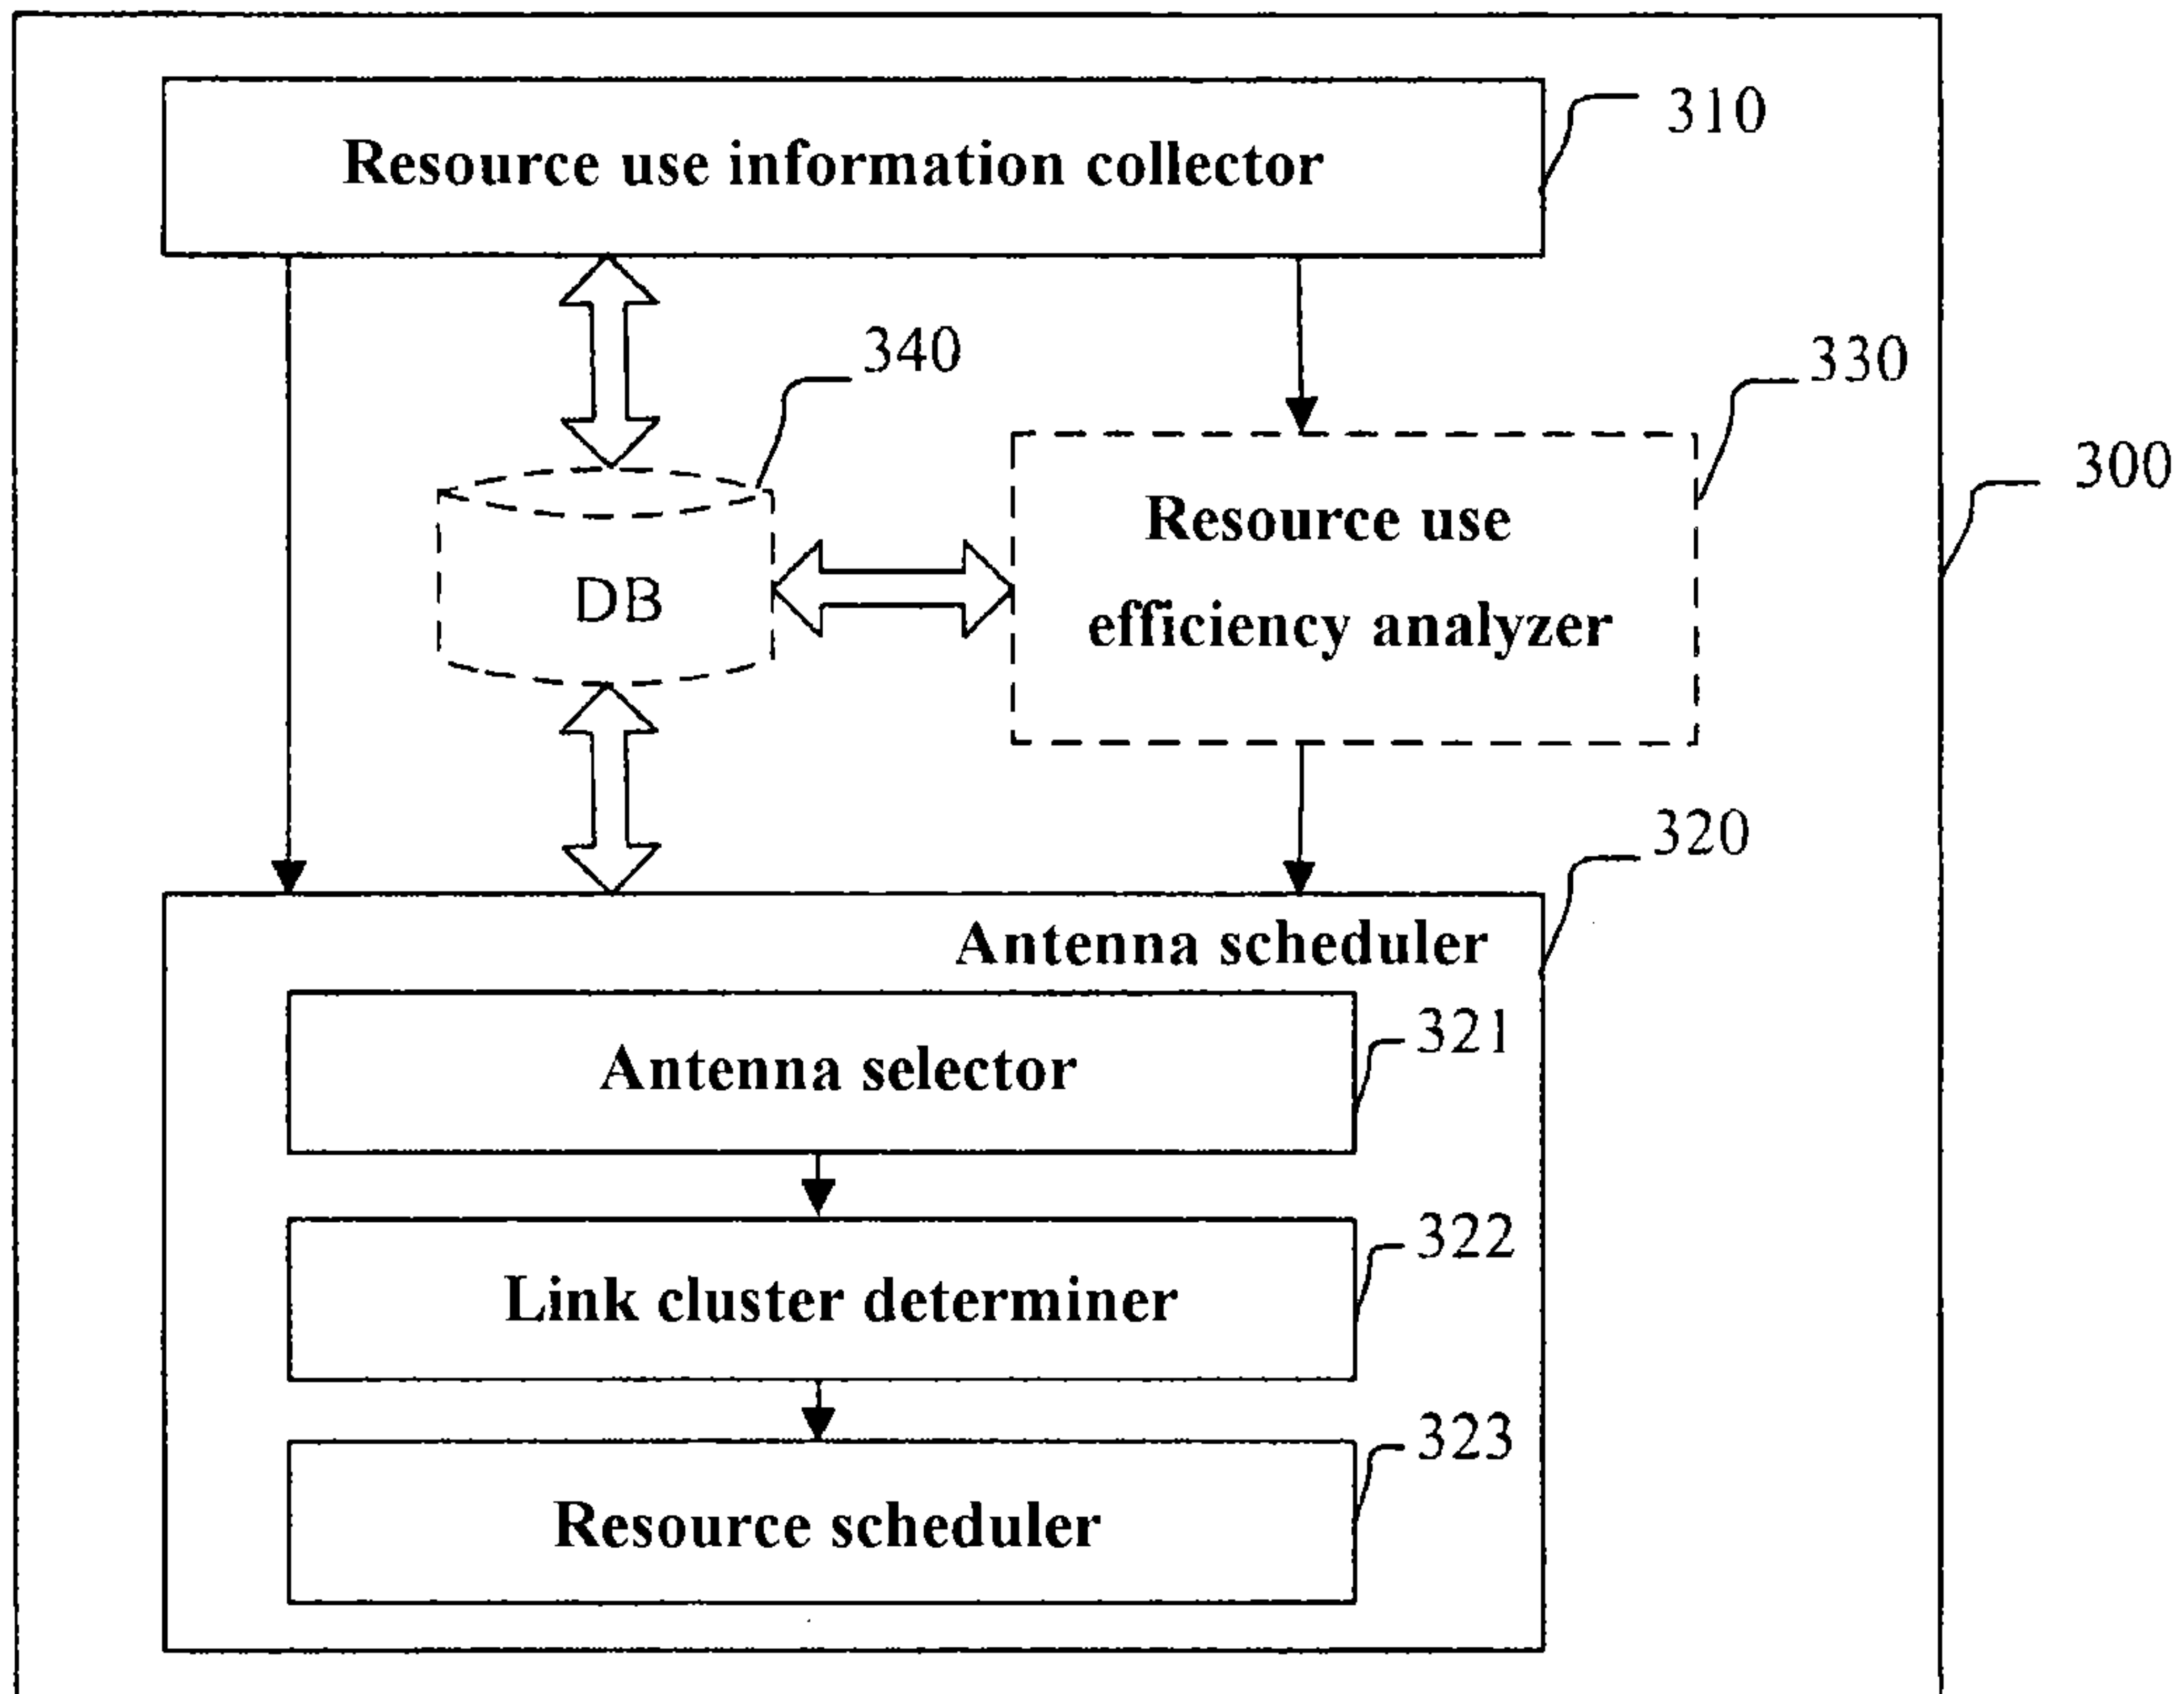 Resource use information collector
310
340
330
300
Resource use
efficiency analyzer
DB
320
Antenna scheduler
321
Antenna selector
322
Link cluster determiner
323
Resource scheduler